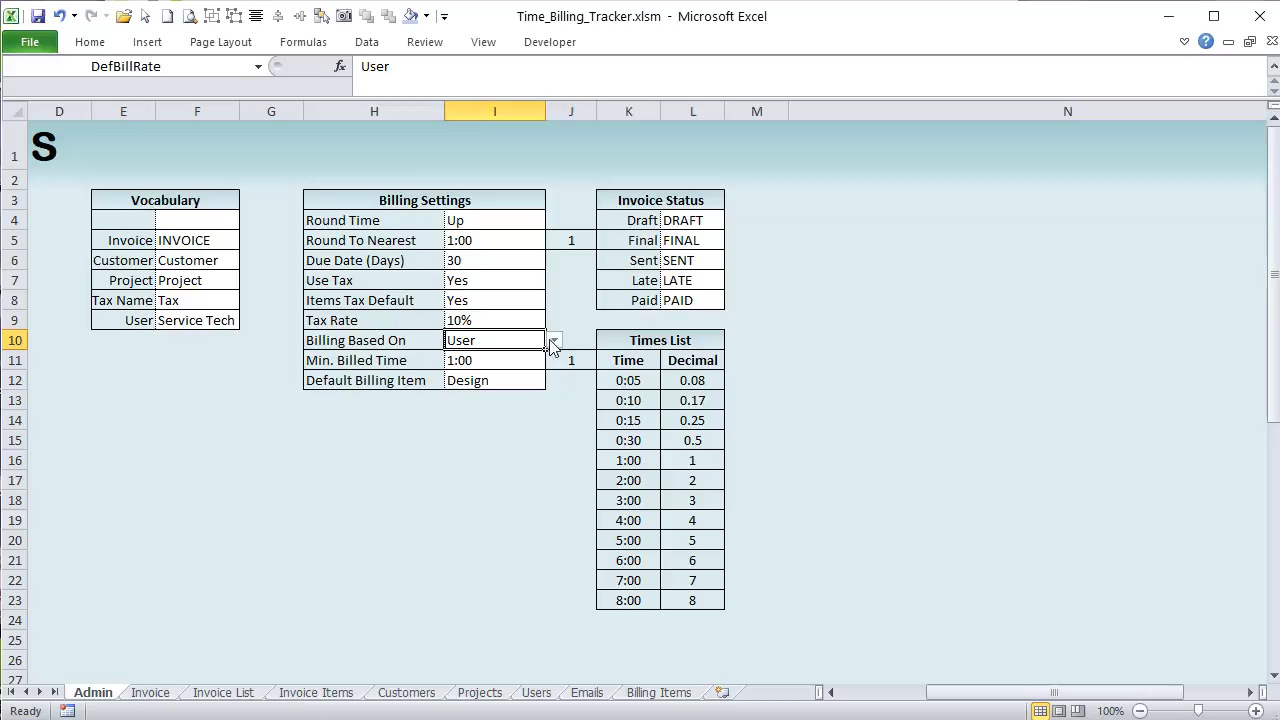 Time_Billing_Tracker.xlsm - Microsoft Excel
File Home Insert Page Layout Formulas Data Review View Developer
DefBillRate fx User
D E F G H I J K L M N
1 S
2
3 Vocabulary Billing Settings Invoice Status
4 Round Time Up Draft DRAFT
5 Invoice INVOICE Round To Nearest 1:00 1 Final FINAL
6 Customer Customer Due Date (Days) 30 Sent SENT
7 Project Project Use Tax Yes Late LATE
8 Tax Name Tax Items Tax Default Yes Paid PAID
9 User Service Tech Tax Rate 10%
10 Billing Based On User Times List
11 Min. Billed Time 1:00 1 Time Decimal
12 Default Billing Item Design 0:05 0.08
13 0:10 0.17
14 0:15 0.25
15 0:30 0.5
16 1:00 1
17 2:00 2
18 3:00 3
19 4:00 4
20 5:00 5
21 6:00 6
22 7:00 7
23 8:00 8
24
25
26
27
Admin Invoice Invoice List Invoice Items Customers Projects Users Emails Billing Items
Ready 100%